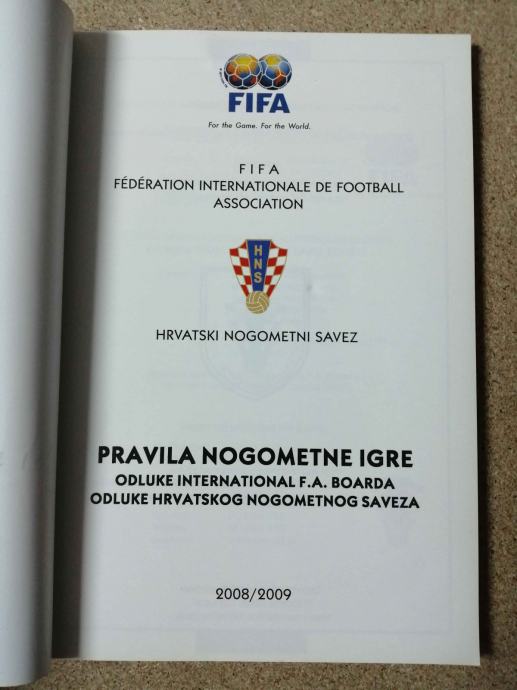 FIFA
For the Game. For the World.
FIFA
FÉDÉRATION INTERNATIONALE DE FOOTBALL
ASSOCIATION
HNS
HRVATSKI NOGOMETNI SAVEZ
PRAVILA NOGOMETNE IGRE
ODLUKE INTERNATIONAL F.A. BOARDA
ODLUKE HRVATSKOG NOGOMETNOG SAVEZA
2008/2009